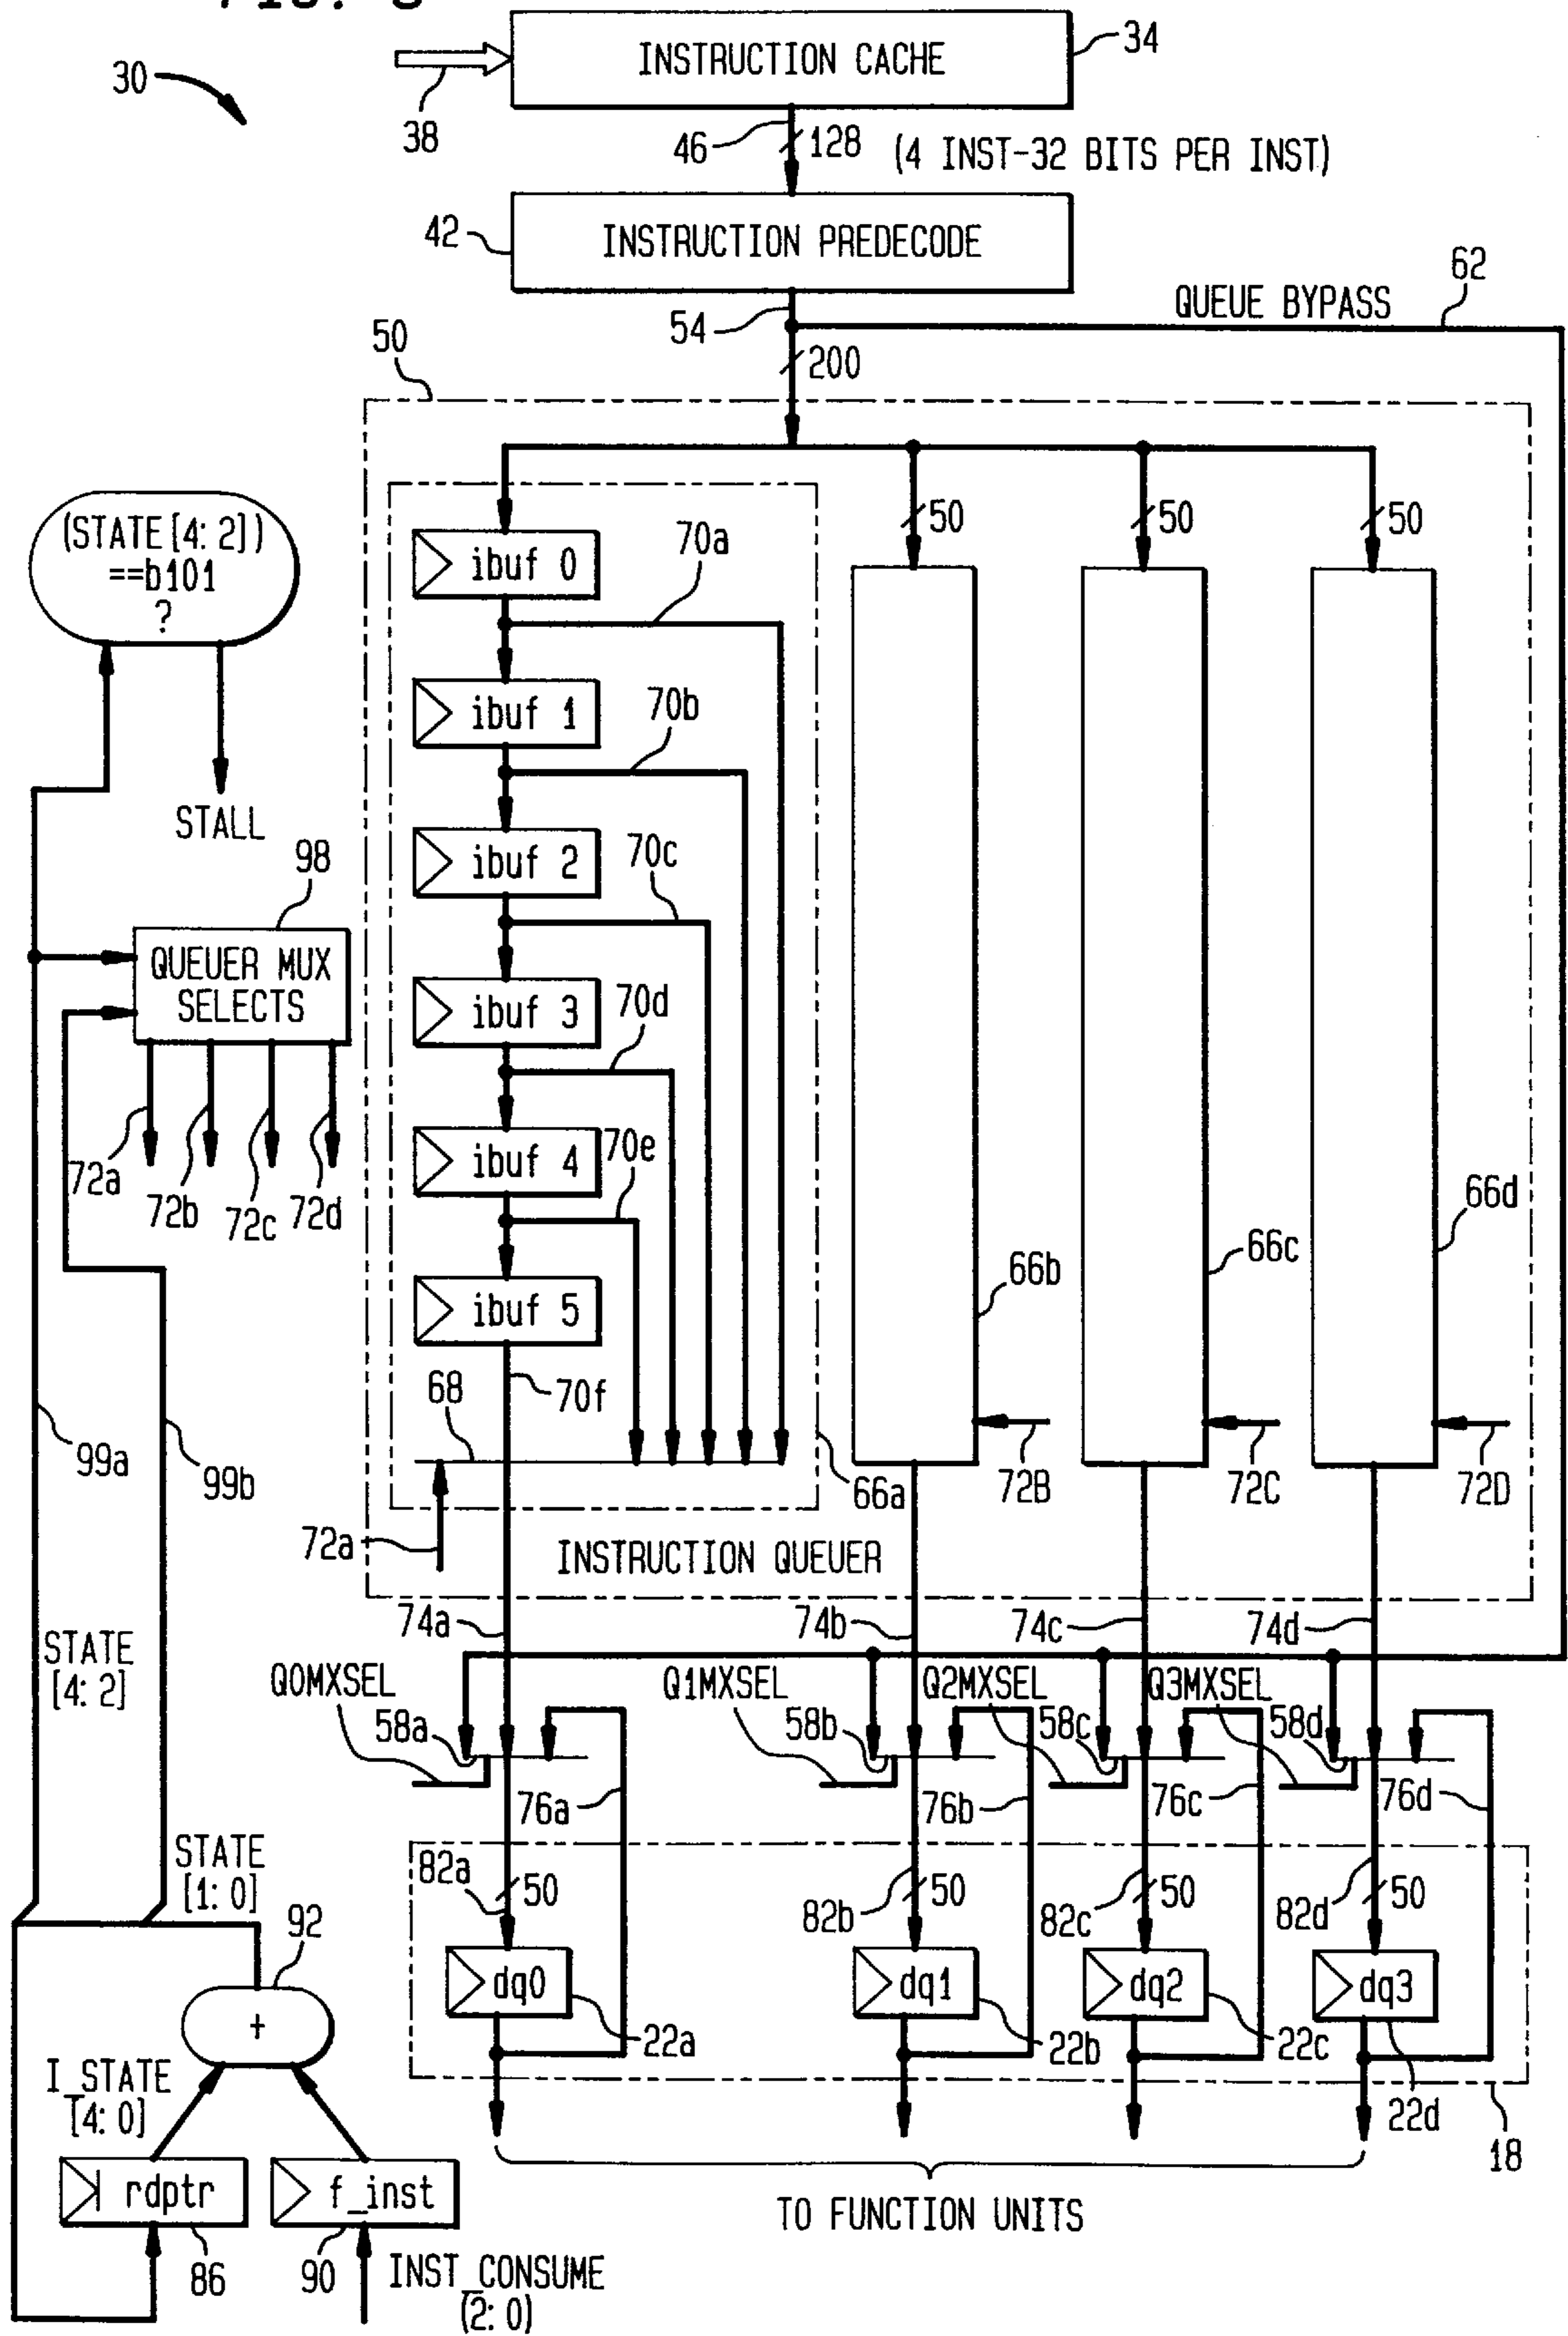 30
INSTRUCTION CACHE
34
38
46
128
(4 INST-32 BITS PER INST)
42
INSTRUCTION PREDECODE
62
QUEUE BYPASS
54
50
200
(STATE [4: 2])
==b101
?
STALL
50
50
50
ibuf 0
70a
ibuf 1
70b
ibuf 2
70c
ibuf 3
70d
ibuf 4
70e
ibuf 5
70f
98
QUEUER MUX
SELECTS
72a
72b
72c
72d
66b
66c
66d
68
66a
72B
72C
72D
99a
99b
72a
INSTRUCTION QUEUER
74a
74b
74c
74d
STATE
[4: 2]
Q0MXSEL
Q1MXSEL
Q2MXSEL
Q3MXSEL
58a
58b
58c
58d
76a
76b
76c
76d
STATE
[1: 0]
82a
50
82b
50
82c
50
82d
50
92
+
dq0
dq1
dq2
dq3
22a
22b
22c
22d
18
I_STATE
[4: 0]
rdptr
f_inst
86
90
INST_CONSUME
(2: 0)
TO FUNCTION UNITS